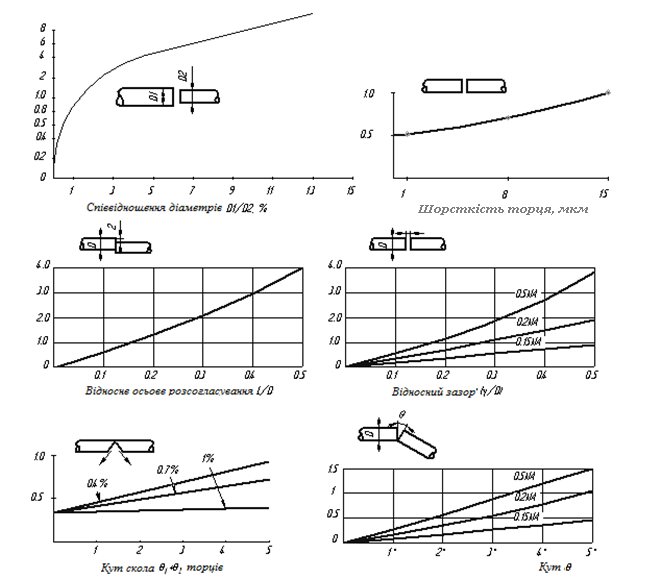 8
6
4
2
1.0
0.8
0.5
0.4
0.2
0
D1
D2
1 3 5 7 9 11 13 15
Співвідношення діаметрів D1/D2, %
1.0
0.5
1 8 15
Шорсткість торця, мкм
D
2
4.0
3.0
2.0
1.0
0
0.1 0.2 0.3 0.4 0.5
Відносне осьове розсогласування L/D
D
4.0
3.0
2.0
1.0
0
0.5NA
0.2NA
0.15NA
0.1 0.2 0.3 0.4 0.5
Відносний зазор (γ/D)
1.0
0.5
0.4%
0.7%
1%
1 2 3 4 5
Кут скола θ1+θ2 торців
D
θ
1.5
1
0.5
0
0.5NA
0.2NA
0.15NA
1° 2° 3° 4° 5°
Кут θ